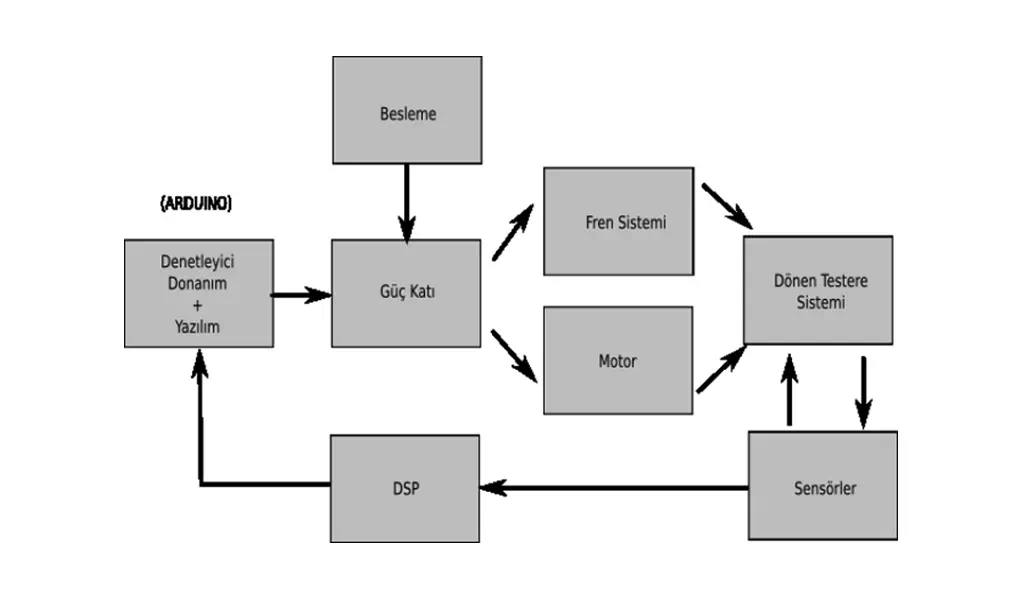 Besleme
(ARDUINO)
Denetleyici
Donanım
+
Yazılım
Güç Katı
Fren Sistemi
Motor
Dönen Testere
Sistemi
DSP
Sensörler